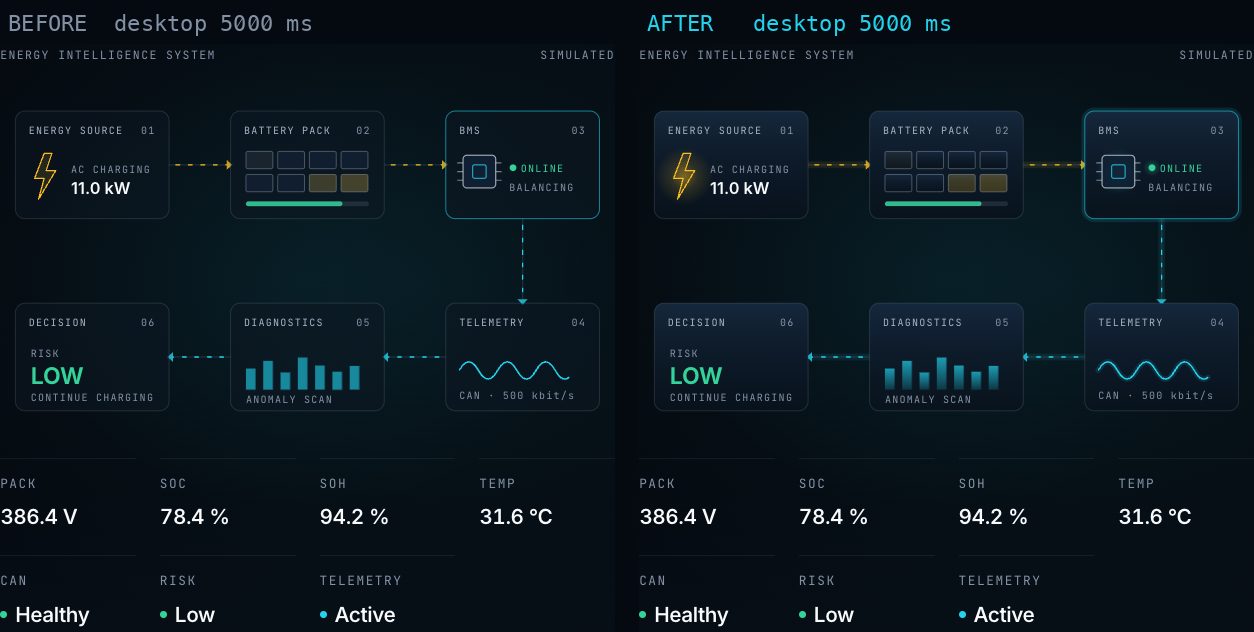 BEFORE desktop 5000 ms
ENERGY INTELLIGENCE SYSTEM SIMULATED
ENERGY SOURCE 01
AC CHARGING
11.0 kW
BATTERY PACK 02
BMS 03
ONLINE
BALANCING
DECISION 06
RISK
LOW
CONTINUE CHARGING
DIAGNOSTICS 05
ANOMALY SCAN
TELEMETRY 04
CAN · 500 kbit/s
PACK SOC SOH TEMP
386.4 V 78.4 % 94.2 % 31.6 °C
CAN RISK TELEMETRY
Healthy Low Active
AFTER desktop 5000 ms
ENERGY INTELLIGENCE SYSTEM SIMULATED
ENERGY SOURCE 01
AC CHARGING
11.0 kW
BATTERY PACK 02
BMS 03
ONLINE
BALANCING
DECISION 06
RISK
LOW
CONTINUE CHARGING
DIAGNOSTICS 05
ANOMALY SCAN
TELEMETRY 04
CAN · 500 kbit/s
PACK SOC SOH TEMP
386.4 V 78.4 % 94.2 % 31.6 °C
CAN RISK TELEMETRY
Healthy Low Active